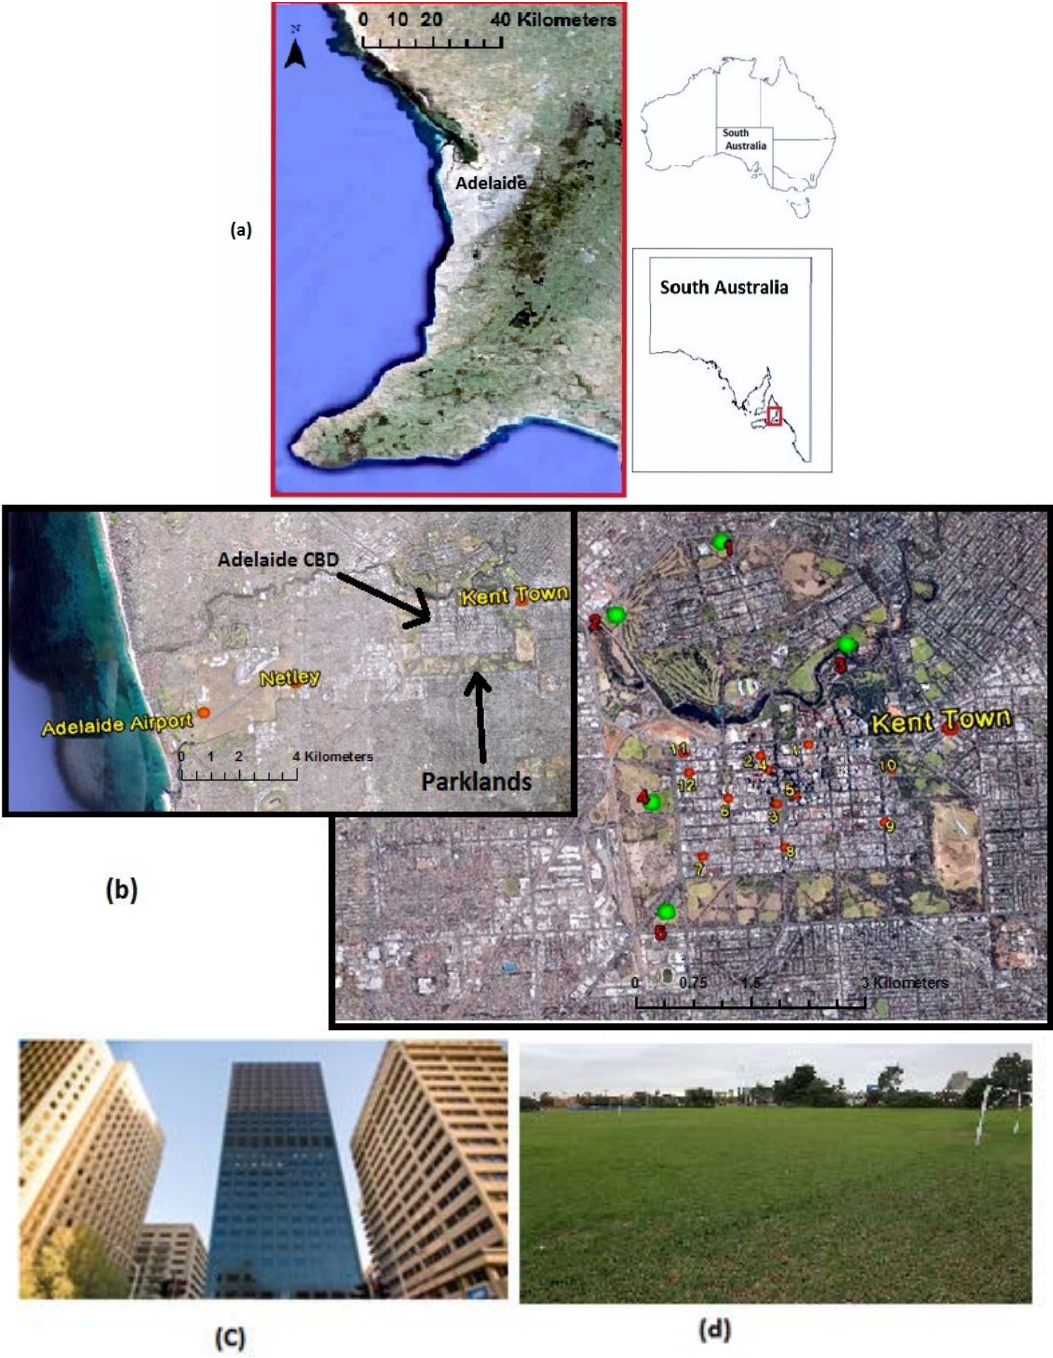 0 10 20 40 Kilometers
N
South
Australia
Adelaide
(a)
South Australia
Adelaide CBD
Kent Town
Netley
Adelaide Airport
0 2 4 Kilometers
Parklands
1
2
3
Kent Town
11
1
2
4
10
12
4
5
6
3
9
8
7
5
0 0.75 1.5 3 Kilometers
(b)
(C)
(d)